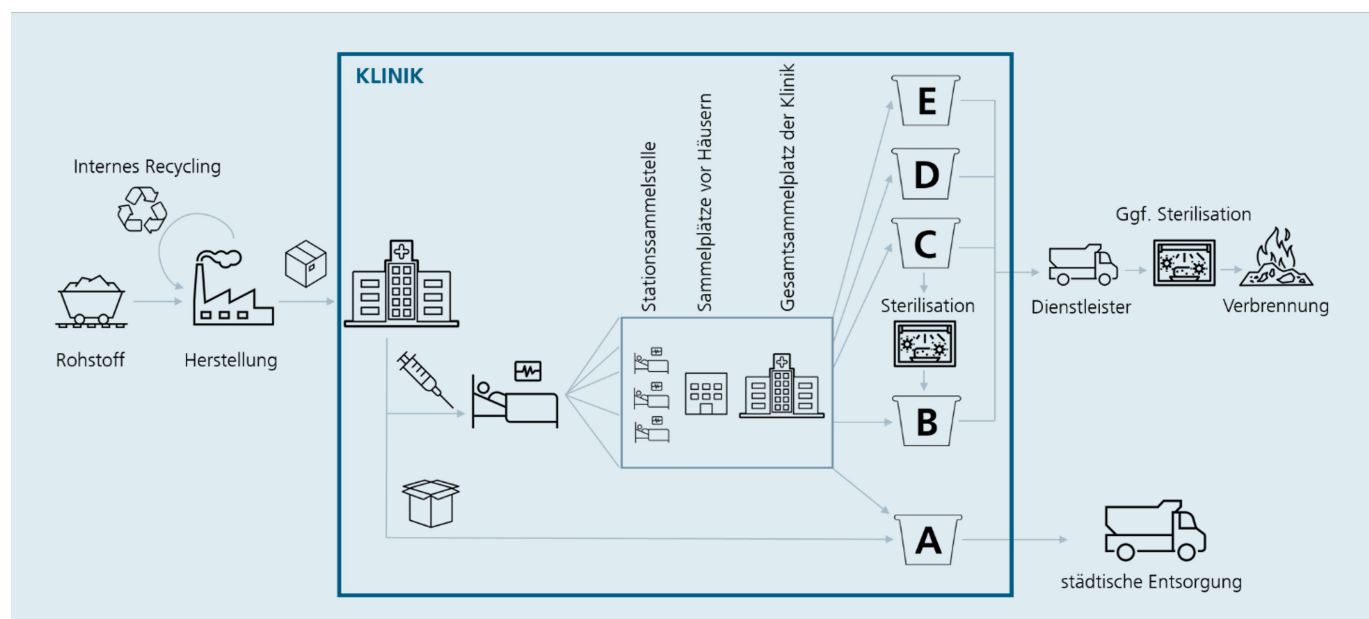 KLINIK
Internes Recycling
Rohstoff
Herstellung
Stationssammelstelle
Sammelplätze vor Häusern
Gesamtsammelplatz der Klinik
E
D
C
Sterilisation
B
A
Ggf. Sterilisation
Dienstleister
Verbrennung
städtische Entsorgung